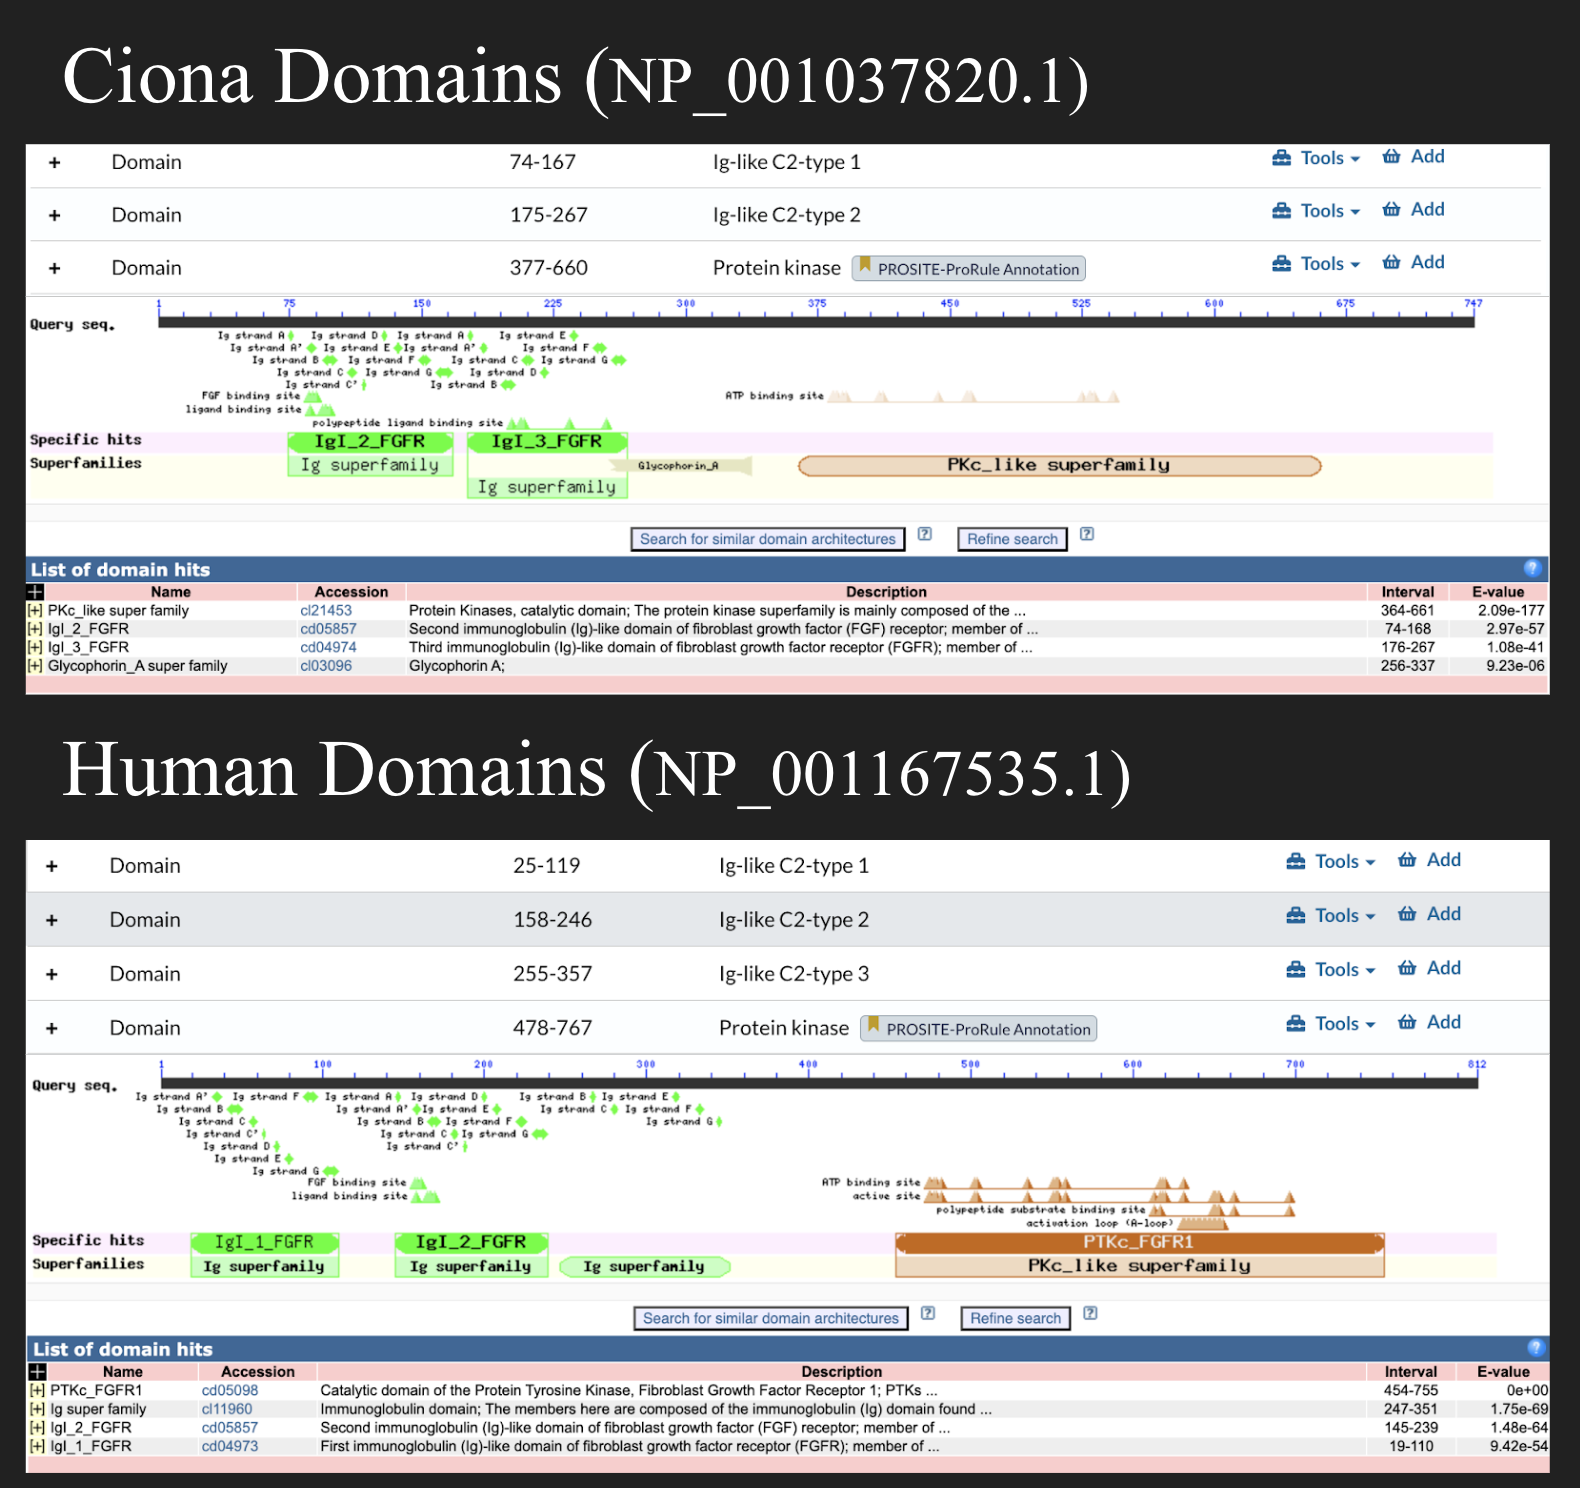 Ciona Domains (NP_001037820.1)
+ Domain 74-167 Ig-like C2-type 1 Tools Add
+ Domain 175-267 Ig-like C2-type 2 Tools Add
+ Domain 377-660 Protein kinase PROSITE-ProRule Annotation Tools Add
1 75 150 225 300 375 450 525 600 675 747
Query seq.
Ig strand A Ig strand D Ig strand A Ig strand E
Ig strand A' Ig strand E Ig strand A' Ig strand F
Ig strand B Ig strand F Ig strand C Ig strand G
Ig strand C Ig strand G Ig strand D
Ig strand C' Ig strand B
FGF binding site ATP binding site
ligand binding site
polypeptide ligand binding site
Specific hits IgI_2_FGFR IgI_3_FGFR
Superfamilies Ig superfamily Glycophorin_A PKc_like superfamily
Ig superfamily
Search for similar domain architectures ? Refine search ?
List of domain hits ?
+ Name Accession Description Interval E-value
[+] PKc_like super family cl21453 Protein Kinases, catalytic domain; The protein kinase superfamily is mainly composed of the ... 364-661 2.09e-177
[+] IgI_2_FGFR cd05857 Second immunoglobulin (Ig)-like domain of fibroblast growth factor (FGF) receptor; member of ... 74-168 2.97e-57
[+] IgI_3_FGFR cd04974 Third immunoglobulin (Ig)-like domain of fibroblast growth factor receptor (FGFR); member of ... 176-267 1.08e-41
[+] Glycophorin_A super family cl03096 Glycophorin A; 256-337 9.23e-06
Human Domains (NP_001167535.1)
+ Domain 25-119 Ig-like C2-type 1 Tools Add
+ Domain 158-246 Ig-like C2-type 2 Tools Add
+ Domain 255-357 Ig-like C2-type 3 Tools Add
+ Domain 478-767 Protein kinase PROSITE-ProRule Annotation Tools Add
1 100 200 300 400 500 600 700 812
Query seq.
Ig strand A' Ig strand F Ig strand A Ig strand D Ig strand B Ig strand E
Ig strand B Ig strand A' Ig strand E Ig strand C Ig strand F
Ig strand C Ig strand B Ig strand F Ig strand G
Ig strand C' Ig strand C Ig strand G
Ig strand D Ig strand C'
Ig strand E
Ig strand G
FGF binding site ATP binding site
ligand binding site active site
polypeptide substrate binding site
activation loop (A-loop)
Specific hits IgI_1_FGFR IgI_2_FGFR PTKc_FGFR1
Superfamilies Ig superfamily Ig superfamily Ig superfamily PKc_like superfamily
Search for similar domain architectures ? Refine search ?
List of domain hits ?
+ Name Accession Description Interval E-value
[+] PTKc_FGFR1 cd05098 Catalytic domain of the Protein Tyrosine Kinase, Fibroblast Growth Factor Receptor 1; PTKs ... 454-755 0e+00
[+] Ig super family cl11960 Immunoglobulin domain; The members here are composed of the immunoglobulin (Ig) domain found ... 247-351 1.75e-69
[+] IgI_2_FGFR cd05857 Second immunoglobulin (Ig)-like domain of fibroblast growth factor (FGF) receptor; member of ... 145-239 1.48e-64
[+] IgI_1_FGFR cd04973 First immunoglobulin (Ig)-like domain of fibroblast growth factor receptor (FGFR); member of ... 19-110 9.42e-54